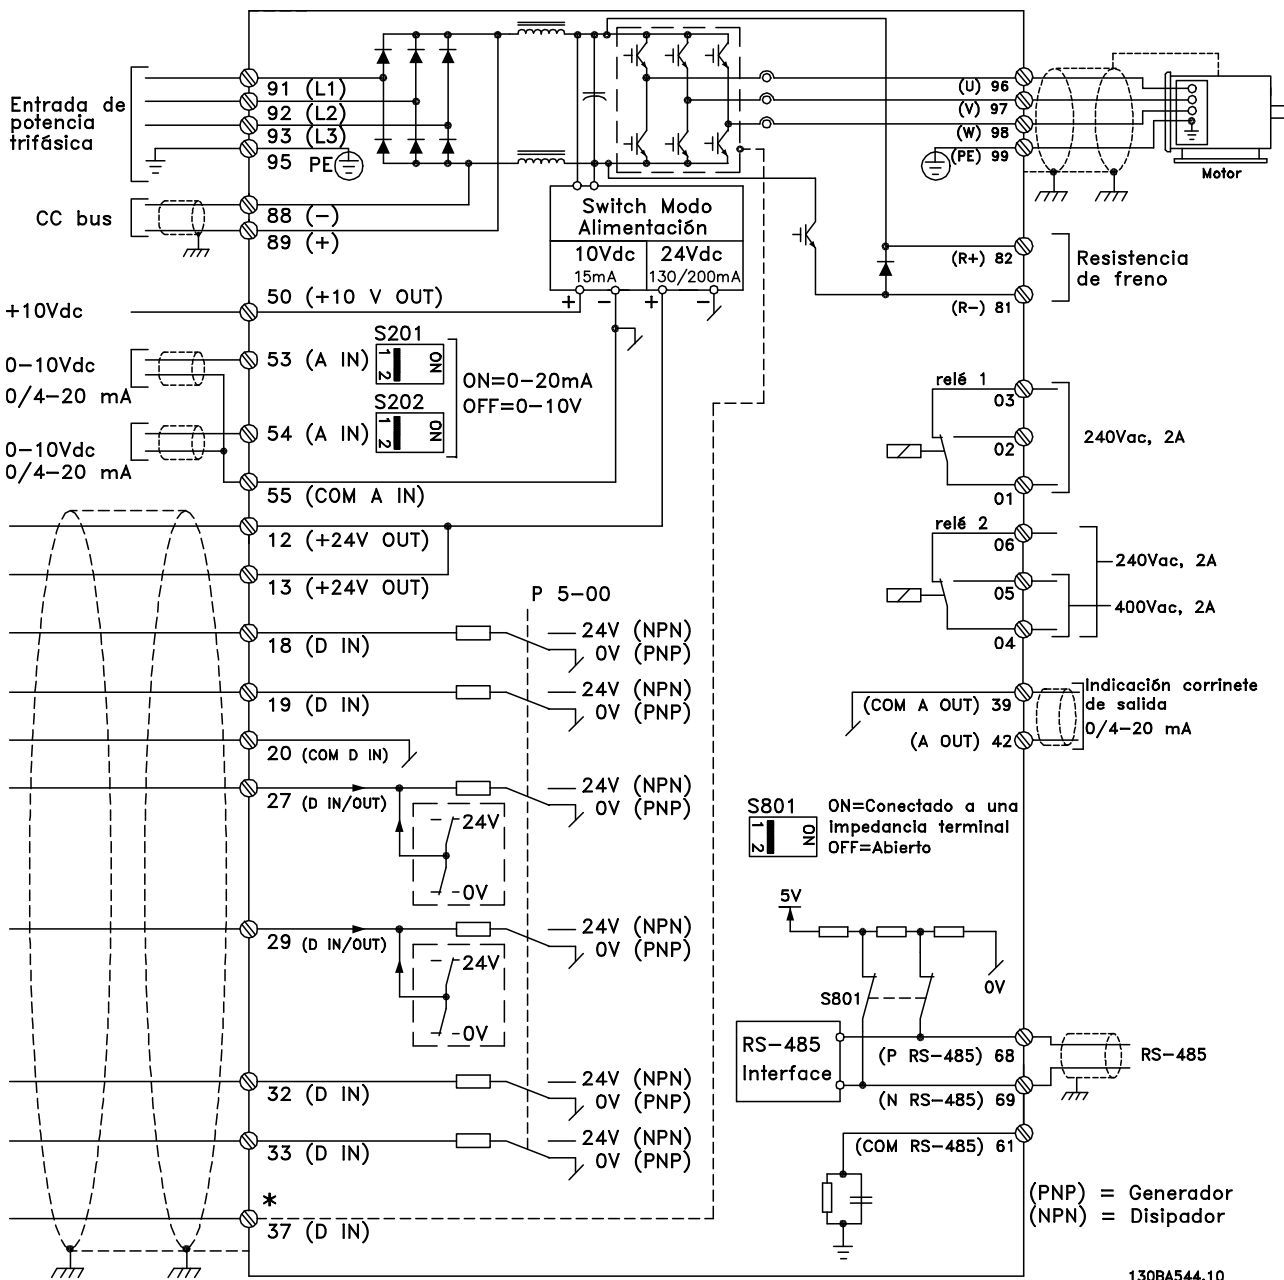 Entrada de
potencia
trifásica
91 (L1)
92 (L2)
93 (L3)
95 PE
CC bus
88 (−)
89 (+)
Switch Modo
Alimentación
10Vdc
15mA
24Vdc
130/200mA
+ − + −
(U) 96
(V) 97
(W) 98
(PE) 99
Motor
(R+) 82
(R−) 81
Resistencia
de freno
+10Vdc
50 (+10 V OUT)
0−10Vdc
0/4−20 mA
53 (A IN)
S201
1 2
ON
ON=0−20mA
OFF=0−10V
0−10Vdc
0/4−20 mA
54 (A IN)
S202
1 2
ON
55 (COM A IN)
12 (+24V OUT)
13 (+24V OUT)
P 5-00
18 (D IN)
24V (NPN)
0V (PNP)
19 (D IN)
24V (NPN)
0V (PNP)
20 (COM D IN)
27 (D IN/OUT)
24V (NPN)
0V (PNP)
24V
0V
29 (D IN/OUT)
24V (NPN)
0V (PNP)
24V
0V
32 (D IN)
24V (NPN)
0V (PNP)
33 (D IN)
24V (NPN)
0V (PNP)
*
37 (D IN)
relé 1
03
02
01
240Vac, 2A
relé 2
06
05
04
240Vac, 2A
400Vac, 2A
(COM A OUT) 39
(A OUT) 42
Indicación corrinete
de salida
0/4−20 mA
S801
1 2
ON
ON=Conectado a una
impedancia terminal
OFF=Abierto
5V
0V
S801
RS−485
Interface
(P RS−485) 68
(N RS−485) 69
(COM RS−485) 61
RS−485
(PNP) = Generador
(NPN) = Disipador
130BA544.10